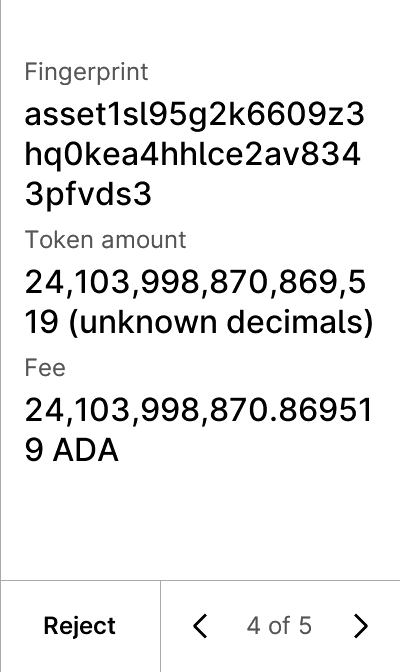 Fingerprint
asset1sl95g2k6609z3
hq0kea4hhlce2av834
3pfvds3
Token amount
24,103,998,870,869,5
19 (unknown decimals)
Fee
24,103,998,870.86951
9 ADA
Reject
4 of 5